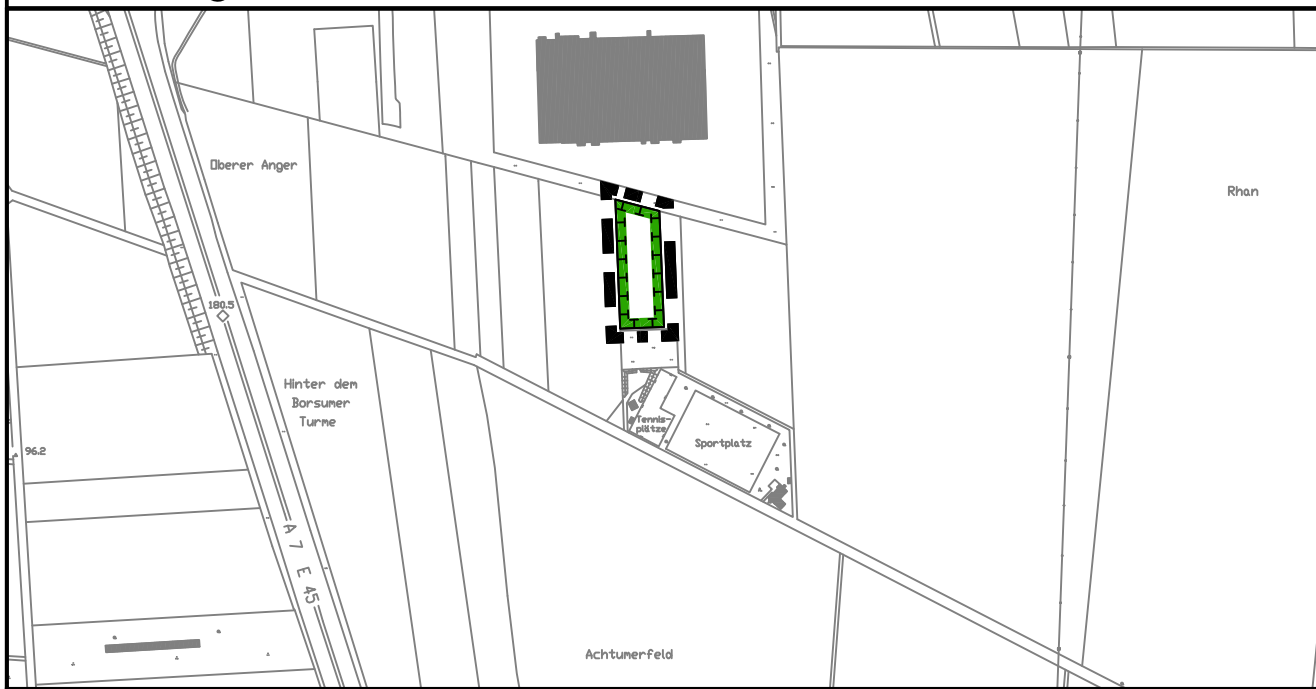 Oberer Anger
Rhan
180.5
Hinter dem
Borsumer
Turme
Tennis-
plätze
Sportplatz
96.2
A 7 E 45
Achtumerfeld